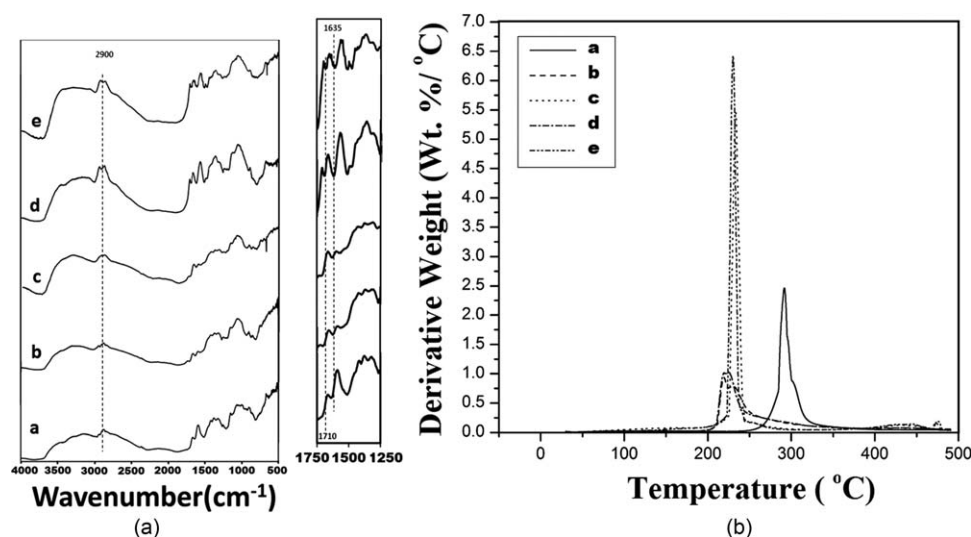 2900
e
d
c
b
a
4000 3500 3000 2500 2000 1500 1000 500
Wavenumber(cm-1)
(a)
1635
1710
1750 1500 1250
7.0
6.5
6.0
5.5
5.0
4.5
4.0
3.5
3.0
2.5
2.0
1.5
1.0
0.5
0.0
Derivative Weight (Wt. %/ °C)
a
b
c
d
e
0 100 200 300 400 500
Temperature ( °C)
(b)